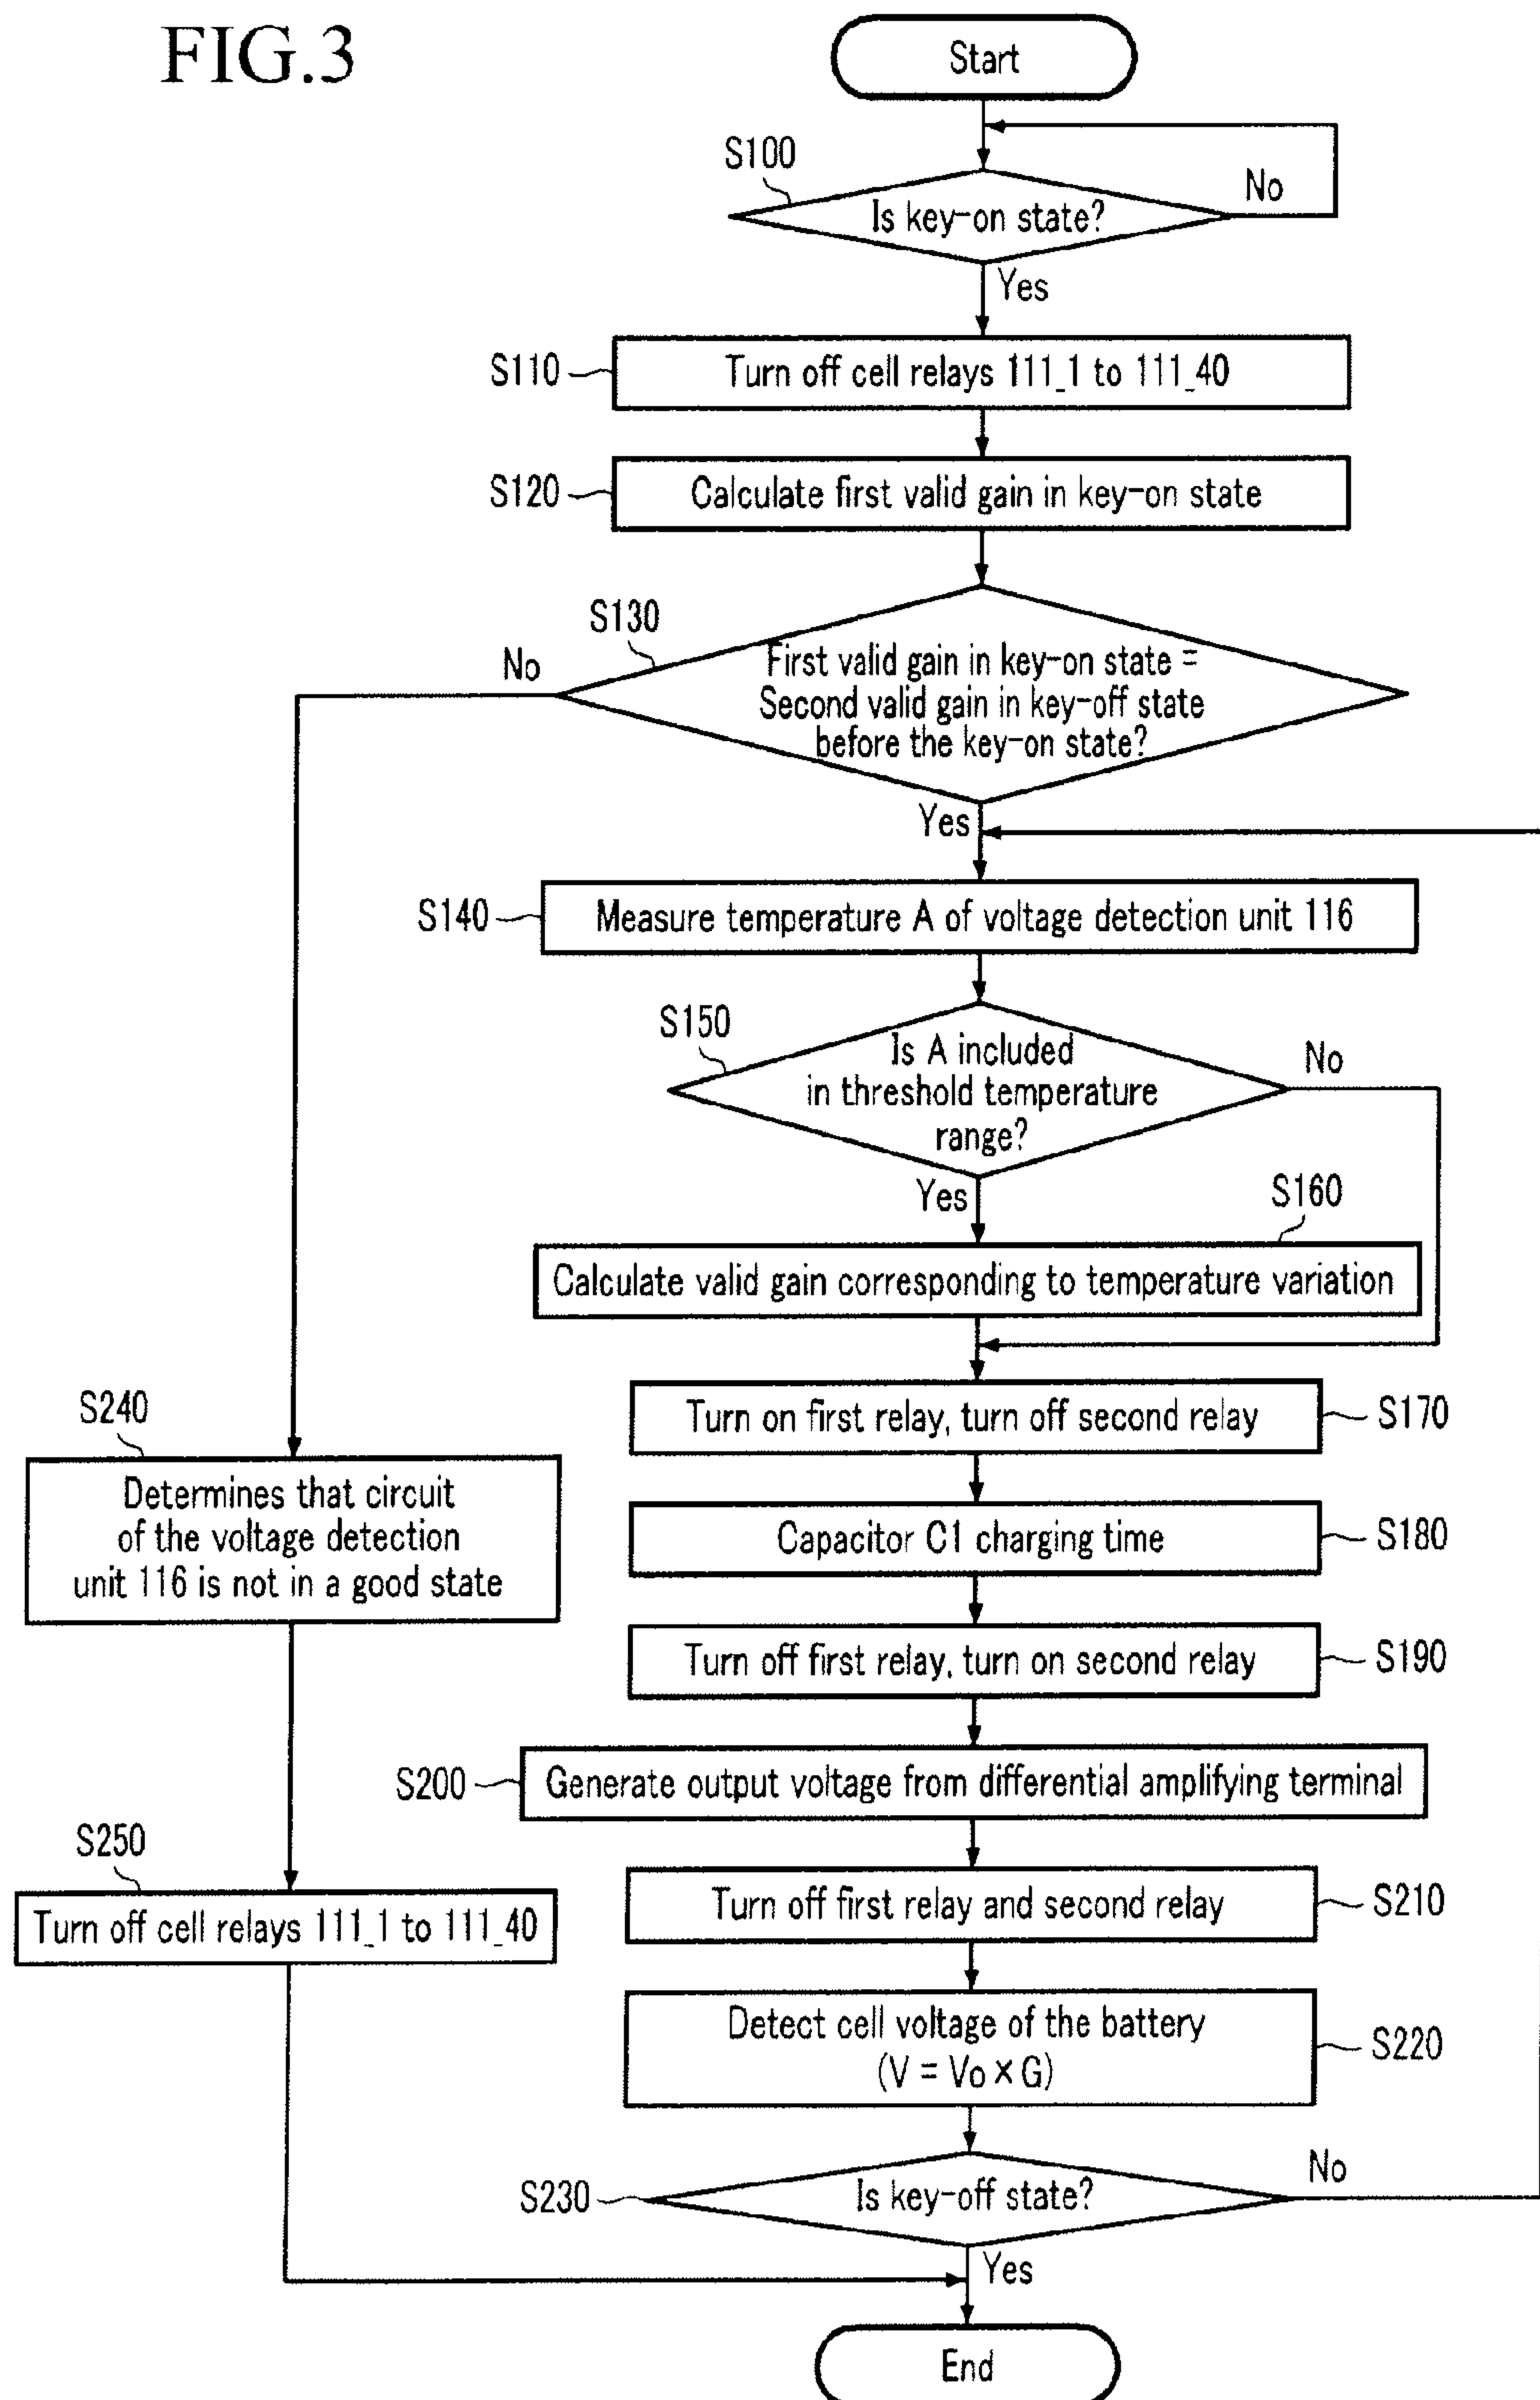 FIG.3
Start
S100
Is key-on state?
No
Yes
S110
Turn off cell relays 111_1 to 111_40
S120
Calculate first valid gain in key-on state
S130
First valid gain in key-on state =
Second valid gain in key-off state
before the key-on state?
No
Yes
S140
Measure temperature A of voltage detection unit 116
S150
Is A included
in threshold temperature
range?
No
Yes
S160
Calculate valid gain corresponding to temperature variation
Turn on first relay, turn off second relay
S170
S240
Determines that circuit
of the voltage detection
unit 116 is not in a good state
Capacitor C1 charging time
S180
Turn off first relay, turn on second relay
S190
S200
Generate output voltage from differential amplifying terminal
S250
Turn off cell relays 111_1 to 111_40
Turn off first relay and second relay
S210
Detect cell voltage of the battery
(V = Vo × G)
S220
S230
Is key-off state?
No
Yes
End